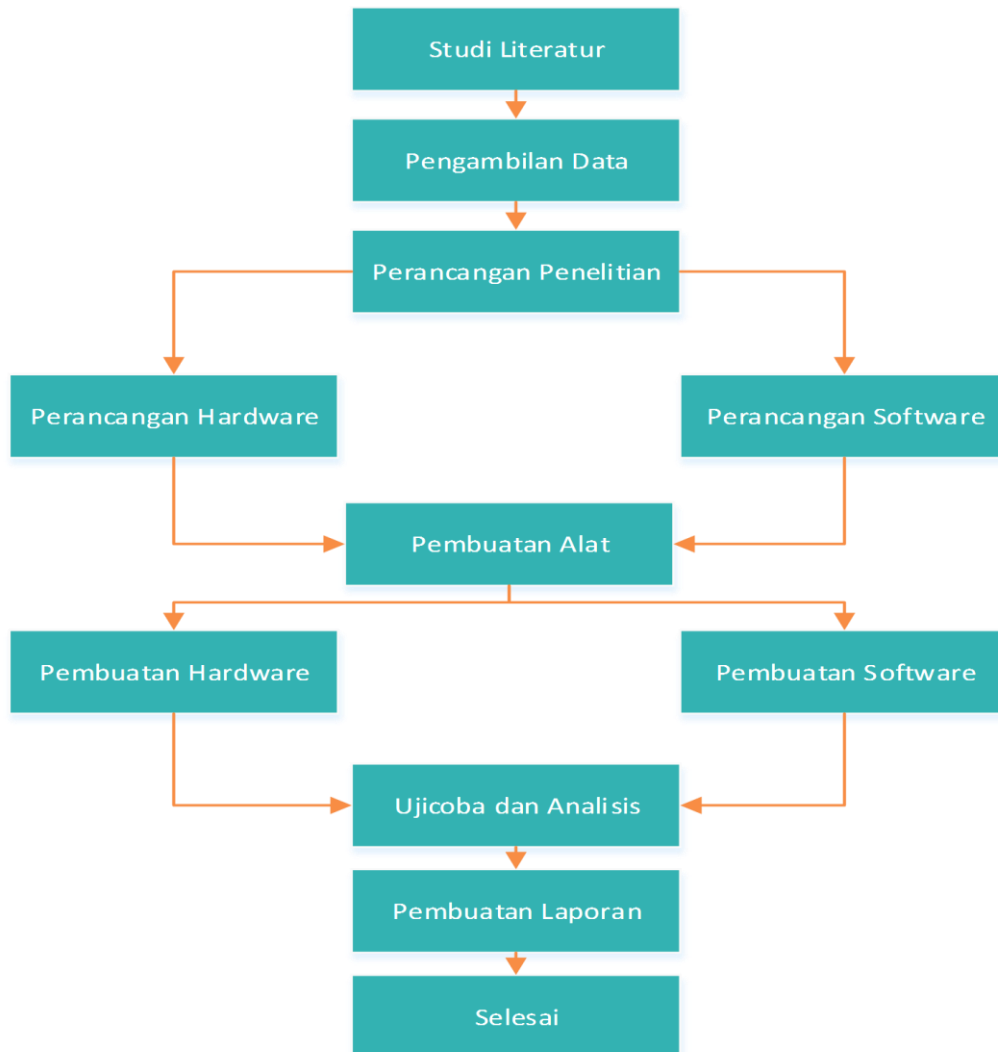 Studi Literatur
Pengambilan Data
Perancangan Penelitian
Perancangan Hardware
Perancangan Software
Pembuatan Alat
Pembuatan Hardware
Pembuatan Software
Ujicoba dan Analisis
Pembuatan Laporan
Selesai